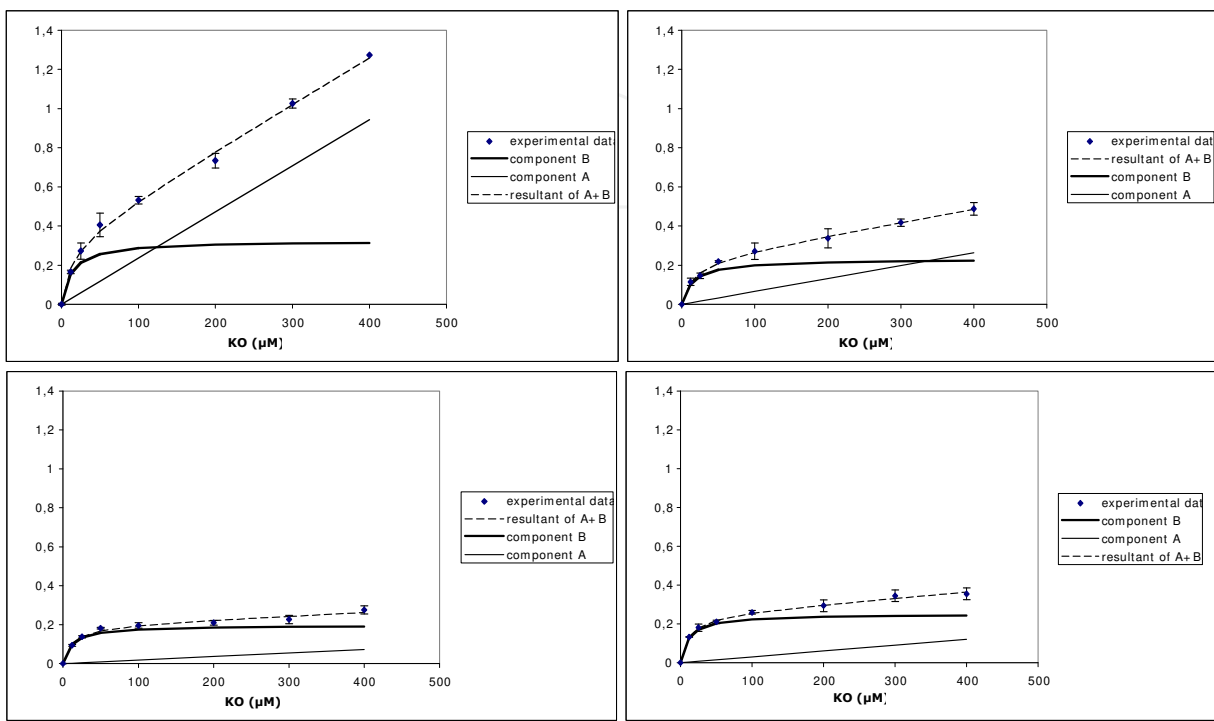 1,4
1,2
1
0,8
0,6
0,4
0,2
0
0 100 200 300 400 500
KO (µM)
experimental data
component B
component A
resultant of A+B
1,4
1,2
1
0,8
0,6
0,4
0,2
0
0 100 200 300 400 500
KO (µM)
experimental dat
resultant of A+B
component B
component A
1,4
1,2
1
0,8
0,6
0,4
0,2
0
0 100 200 300 400 500
KO (µM)
experimental data
resultant of A+B
component B
component A
1,4
1,2
1
0,8
0,6
0,4
0,2
0
0 100 200 300 400 500
KO (µM)
experimental dat
component B
component A
resultant of A+B